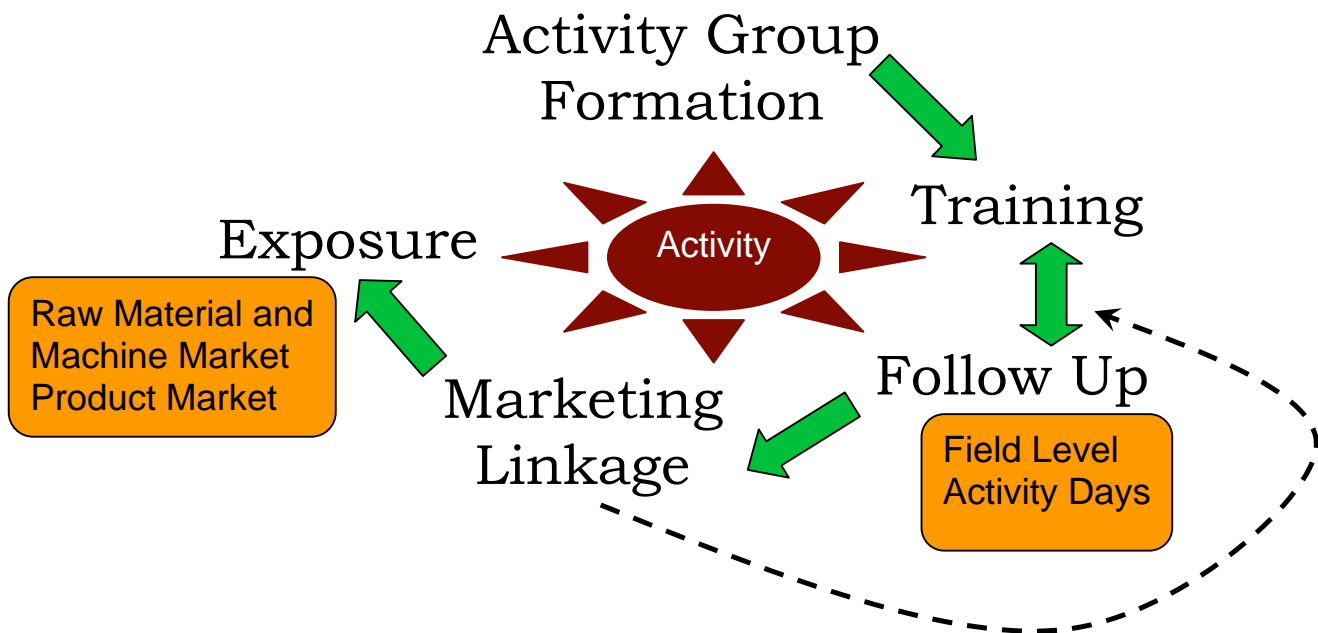 Activity Group
Formation
Training
Activity
Exposure
Raw Material and
Machine Market
Product Market
Follow Up
Marketing
Linkage
Field Level
Activity Days